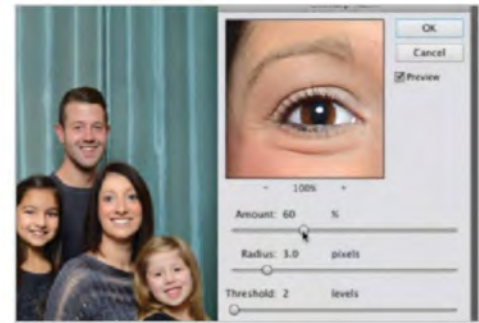 OK
Cancel
Preview
- 100% +
Amount: 60 %
Radius: 3.0 pixels
Threshold: 2 levels